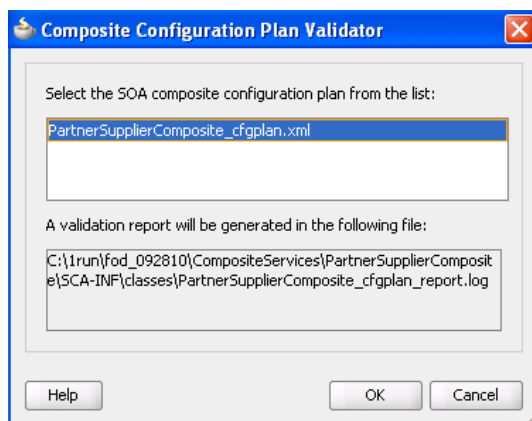 Composite Configuration Plan Validator
Select the SOA composite configuration plan from the list:
PartnerSupplierComposite_cfgplan.xml
A validation report will be generated in the following file:
C:\1run\fod_092810\CompositeServices\PartnerSupplierComposit
e\SCA-INF\classes\PartnerSupplierComposite_cfgplan_report.log
Help OK Cancel